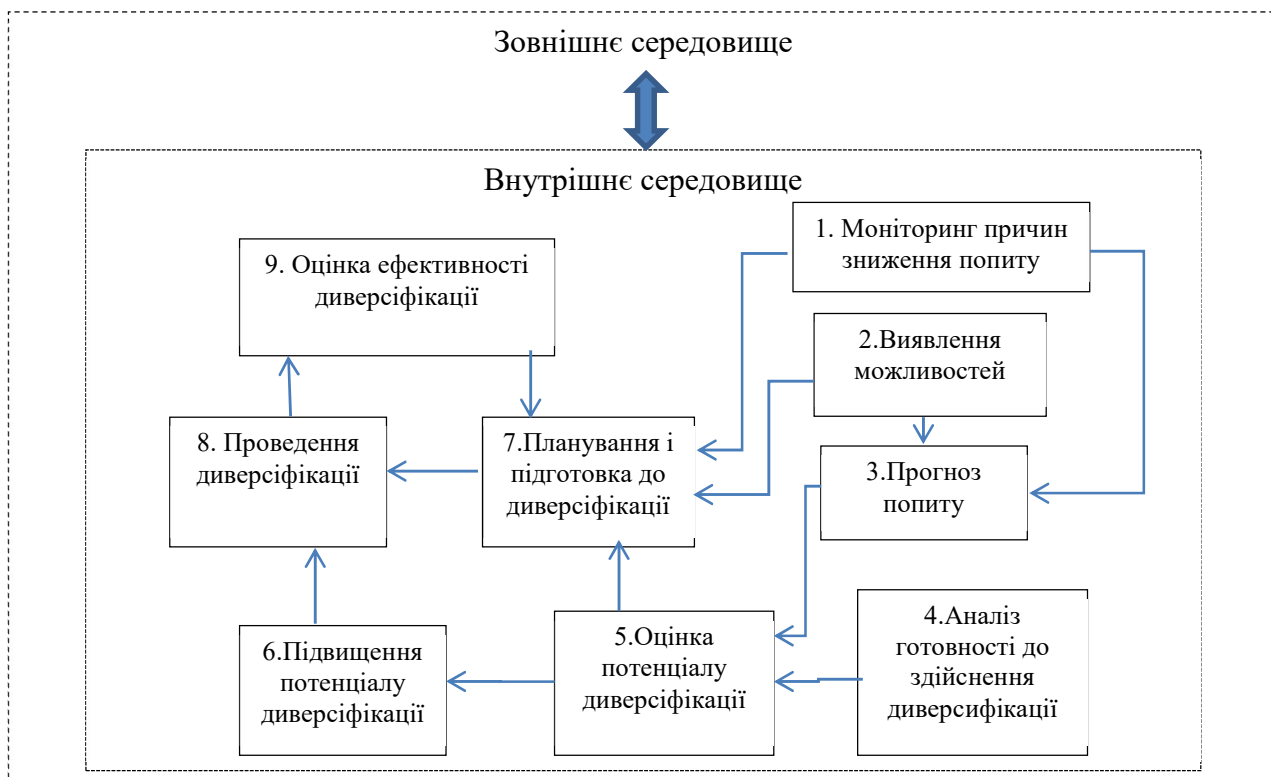 Зовнішнє середовище
Внутрішнє середовище
1. Моніторинг причин
зниження попиту
9. Оцінка ефективності
диверсіфікації
2.Виявлення
можливостей
8. Проведення
диверсіфікації
7.Планування і
підготовка до
диверсіфікації
3.Прогноз
попиту
6.Підвищення
потенціалу
диверсіфікації
5.Оцінка
потенціалу
диверсіфікації
4.Аналіз
готовності до
здійснення
диверсифікації